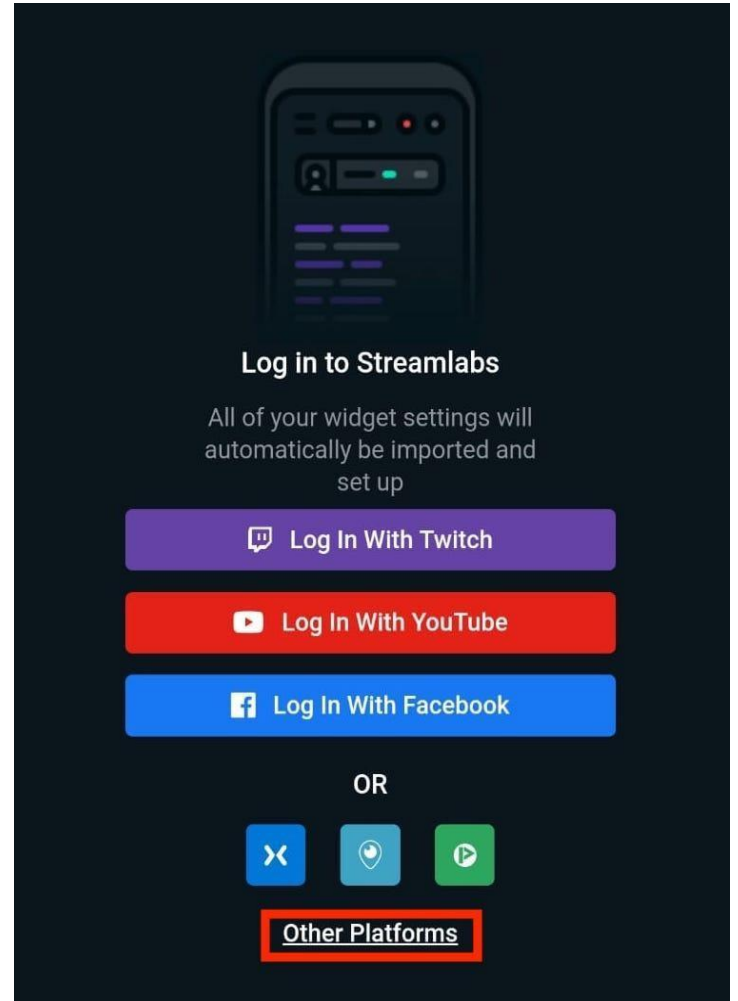 Log in to Streamlabs
All of your widget settings will
automatically be imported and
set up
Log In With Twitch
Log In With YouTube
Log In With Facebook
OR
Other Platforms